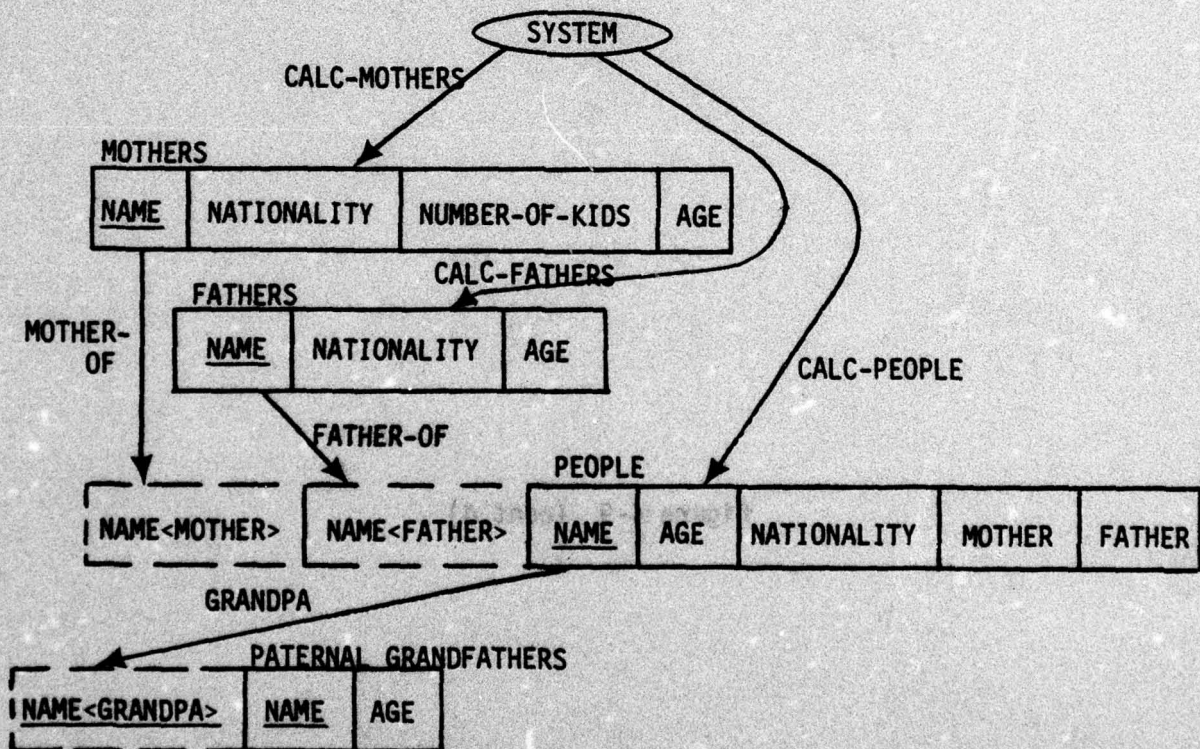 SYSTEM
CALC-MOTHERS
MOTHERS
NAME NATIONALITY NUMBER-OF-KIDS AGE
CALC-FATHERS
FATHERS
MOTHER-
OF
NAME NATIONALITY AGE
CALC-PEOPLE
FATHER-OF
PEOPLE
NAME<MOTHER> NAME<FATHER> NAME AGE NATIONALITY MOTHER FATHER
GRANDPA
PATERNAL GRANDFATHERS
NAME<GRANDPA> NAME AGE